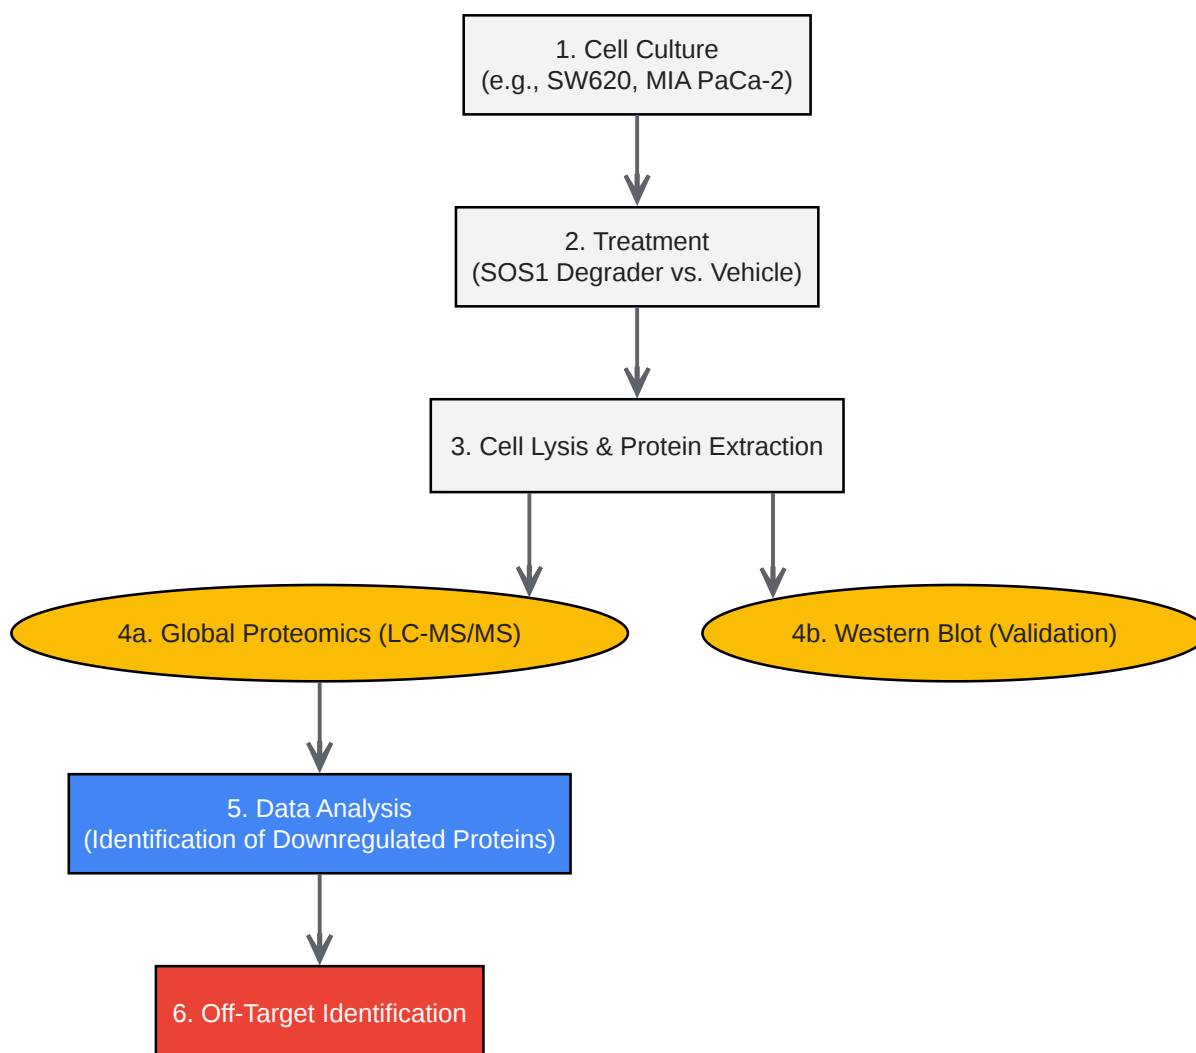 1. Cell Culture
(e.g., SW620, MIA PaCa-2)
2. Treatment
(SOS1 Degrader vs. Vehicle)
3. Cell Lysis & Protein Extraction
4a. Global Proteomics (LC-MS/MS)
4b. Western Blot (Validation)
5. Data Analysis
(Identification of Downregulated Proteins)
6. Off-Target Identification